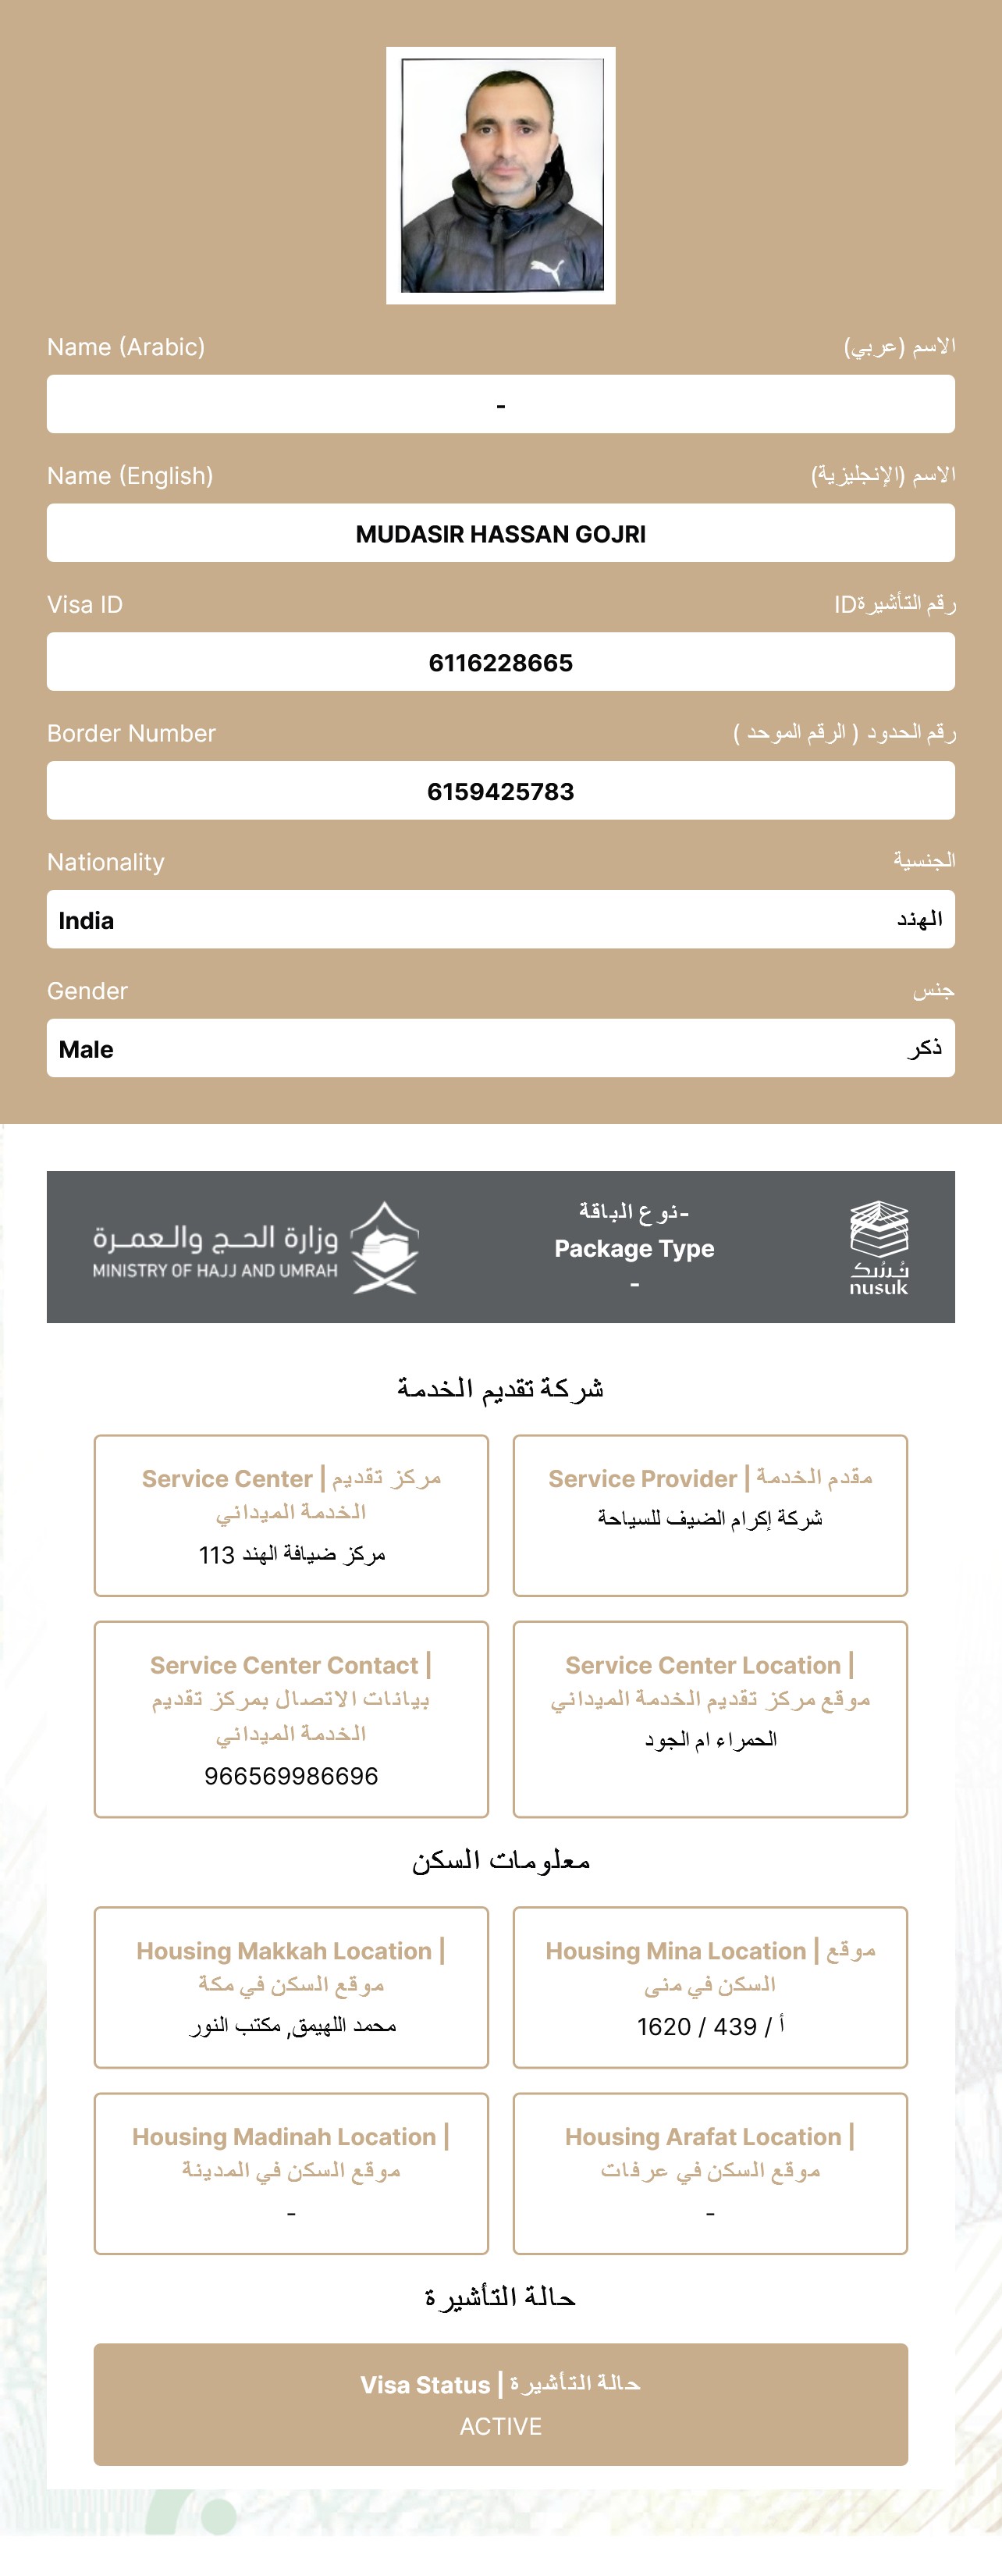 Name (Arabic) الاسم (عربي)
-
Name (English) الاسم (الإنجليزية)
MUDASIR HASSAN GOJRI
Visa ID رقم التأشيرةID
6116228665
Border Number رقم الحدود ( الرقم الموحد )
6159425783
Nationality الجنسية
India الهند
Gender جنس
Male ذكر
وزارة الحج والعمرة
MINISTRY OF HAJJ AND UMRAH
-نوع الباقة
Package Type
-
نُسُك
nusuk
شركة تقديم الخدمة
Service Center | مركز تقديم
الخدمة الميداني
مركز ضيافة الهند 113
Service Provider | مقدم الخدمة
شركة إكرام الضيف للسياحة
Service Center Contact |
بيانات الاتصال بمركز تقديم
الخدمة الميداني
966569986696
Service Center Location |
موقع مركز تقديم الخدمة الميداني
الحمراء ام الجود
معلومات السكن
Housing Makkah Location |
موقع السكن في مكة
محمد اللهيمق, مكتب النور
Housing Mina Location | موقع
السكن في منى
أ / 439 / 1620
Housing Madinah Location |
موقع السكن في المدينة
-
Housing Arafat Location |
موقع السكن في عرفات
-
حالة التأشيرة
Visa Status | حالة التأشيرة
ACTIVE